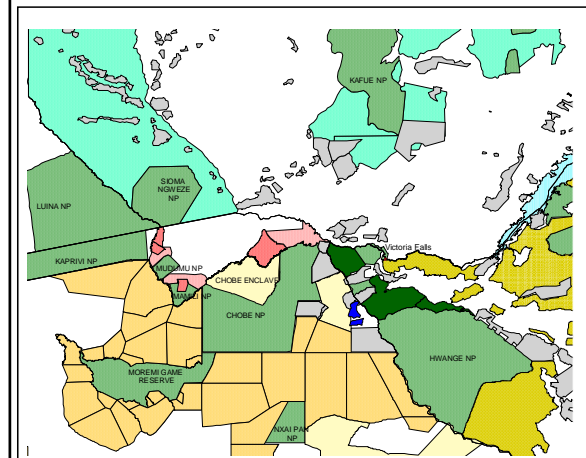 KAFUE NP
SIOMA
NGWEZE
NP
LUINA NP
Victoria Falls
KAPRIVI NP
MUDUMU NP
CHOBE ENCLAVE
MAMILI NP
CHOBE NP
HWANGE NP
MOREMI GAME
RESERVE
NXAI PAN
NP